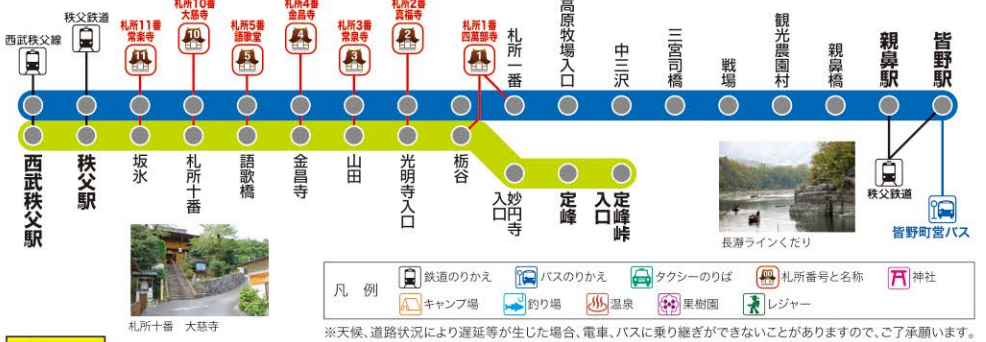 西武秩父線
秩父鉄道
札所11番
常楽寺
11
札所10番
大慈寺
10
札所5番
語歌堂
5
札所4番
金昌寺
4
札所3番
常泉寺
3
札所2番
真福寺
2
札所1番
四萬部寺
1
札所一番
高原牧場入口
中三沢
三宮司橋
戦場
観光農園村
親鼻橋
親鼻駅
皆野駅
西武秩父駅
秩父駅
坂氷
札所十番
語歌橋
金昌寺
山田
光明寺入口
栃谷
妙円寺
入口
定峰
定峰峠
入口
秩父鉄道
皆野町営バス
札所十番 大慈寺
長瀞ラインくだり
凡例
鉄道のりかえ バスのりかえ タクシーのりば 札所番号と名称 神社
キャンプ場 釣り場 温泉 果樹園 レジャー
※天候、道路状況により遅延等が生じた場合、電車、バスに乗り継ぎができないことがありますので、ご了承願います。